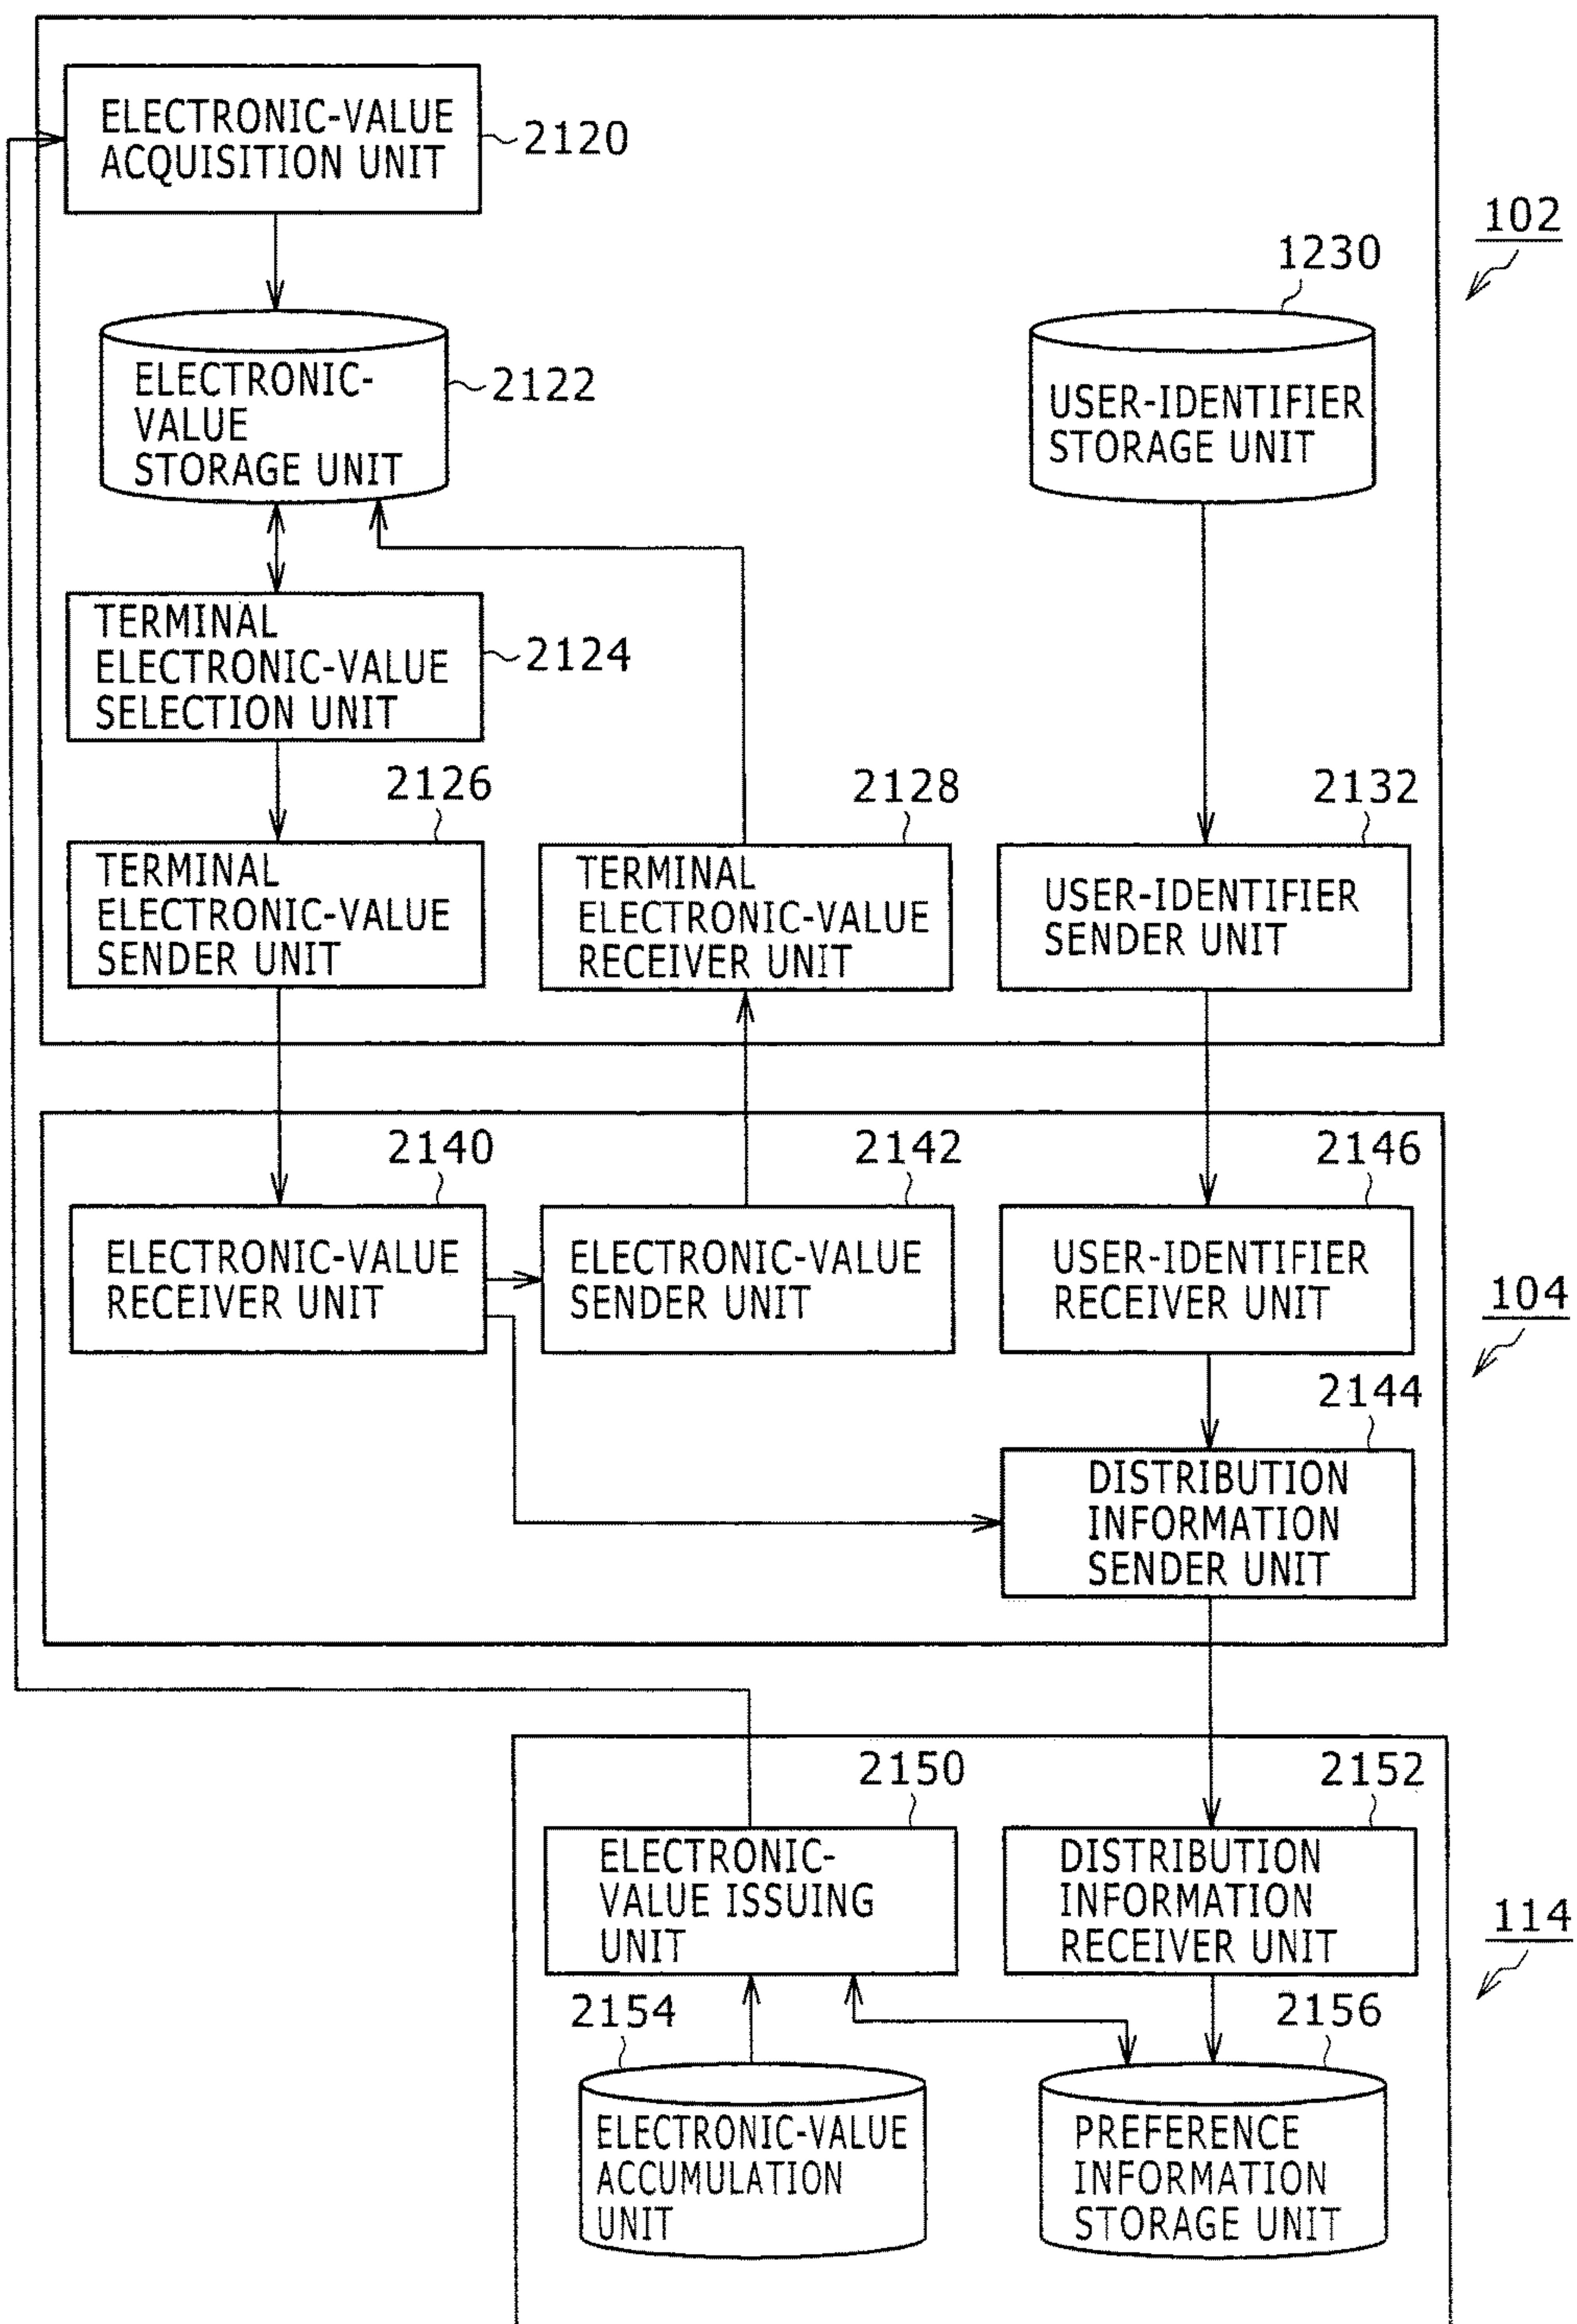 ELECTRONIC-VALUE
ACQUISITION UNIT
2120
102
1230
ELECTRONIC-
VALUE
STORAGE UNIT
2122
USER-IDENTIFIER
STORAGE UNIT
TERMINAL
ELECTRONIC-VALUE
SELECTION UNIT
2124
2126
2128
2132
TERMINAL
ELECTRONIC-VALUE
SENDER UNIT
TERMINAL
ELECTRONIC-VALUE
RECEIVER UNIT
USER-IDENTIFIER
SENDER UNIT
2140
2142
2146
ELECTRONIC-VALUE
RECEIVER UNIT
ELECTRONIC-VALUE
SENDER UNIT
USER-IDENTIFIER
RECEIVER UNIT
104
2144
DISTRIBUTION
INFORMATION
SENDER UNIT
2150
2152
ELECTRONIC-
VALUE ISSUING
UNIT
DISTRIBUTION
INFORMATION
RECEIVER UNIT
114
2154
2156
ELECTRONIC-VALUE
ACCUMULATION
UNIT
PREFERENCE
INFORMATION
STORAGE UNIT